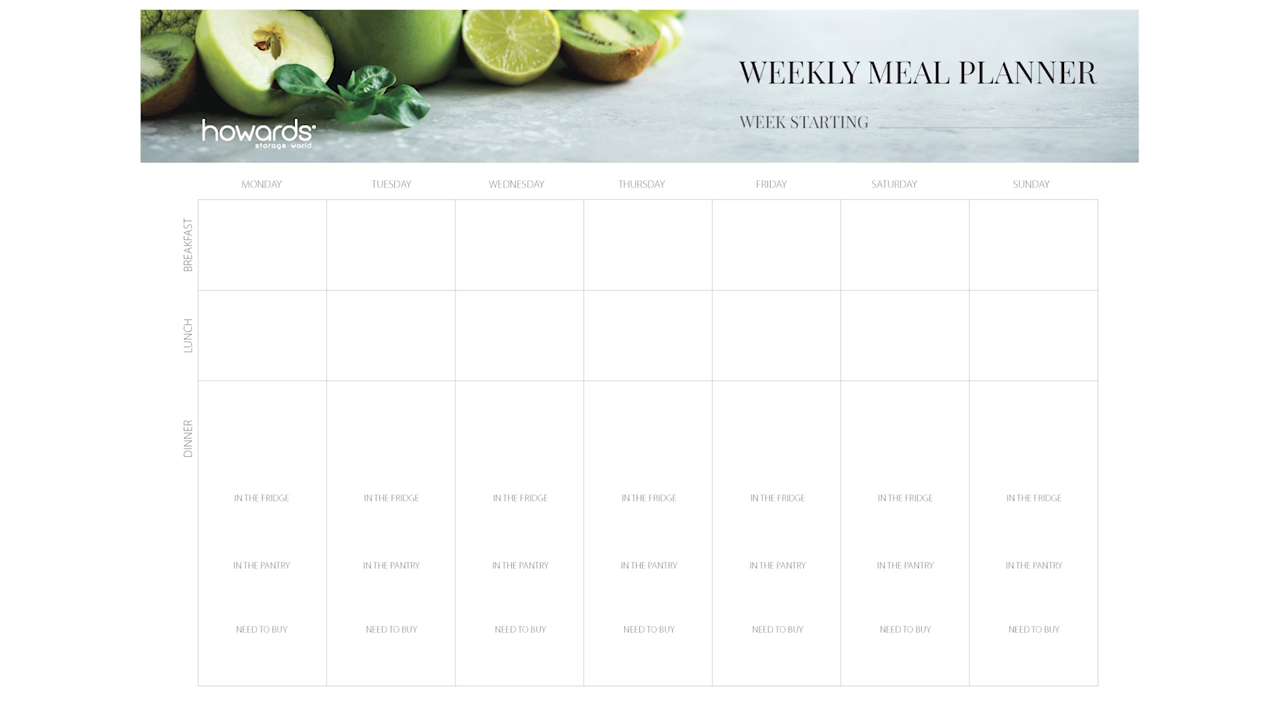 WEEKLY MEAL PLANNER
WEEK STARTING
howards
storage world
MONDAY TUESDAY WEDNESDAY THURSDAY FRIDAY SATURDAY SUNDAY
BREAKFAST
LUNCH
DINNER
IN THE FRIDGE IN THE FRIDGE IN THE FRIDGE IN THE FRIDGE IN THE FRIDGE IN THE FRIDGE IN THE FRIDGE
IN THE PANTRY IN THE PANTRY IN THE PANTRY IN THE PANTRY IN THE PANTRY IN THE PANTRY IN THE PANTRY
NEED TO BUY NEED TO BUY NEED TO BUY NEED TO BUY NEED TO BUY NEED TO BUY NEED TO BUY